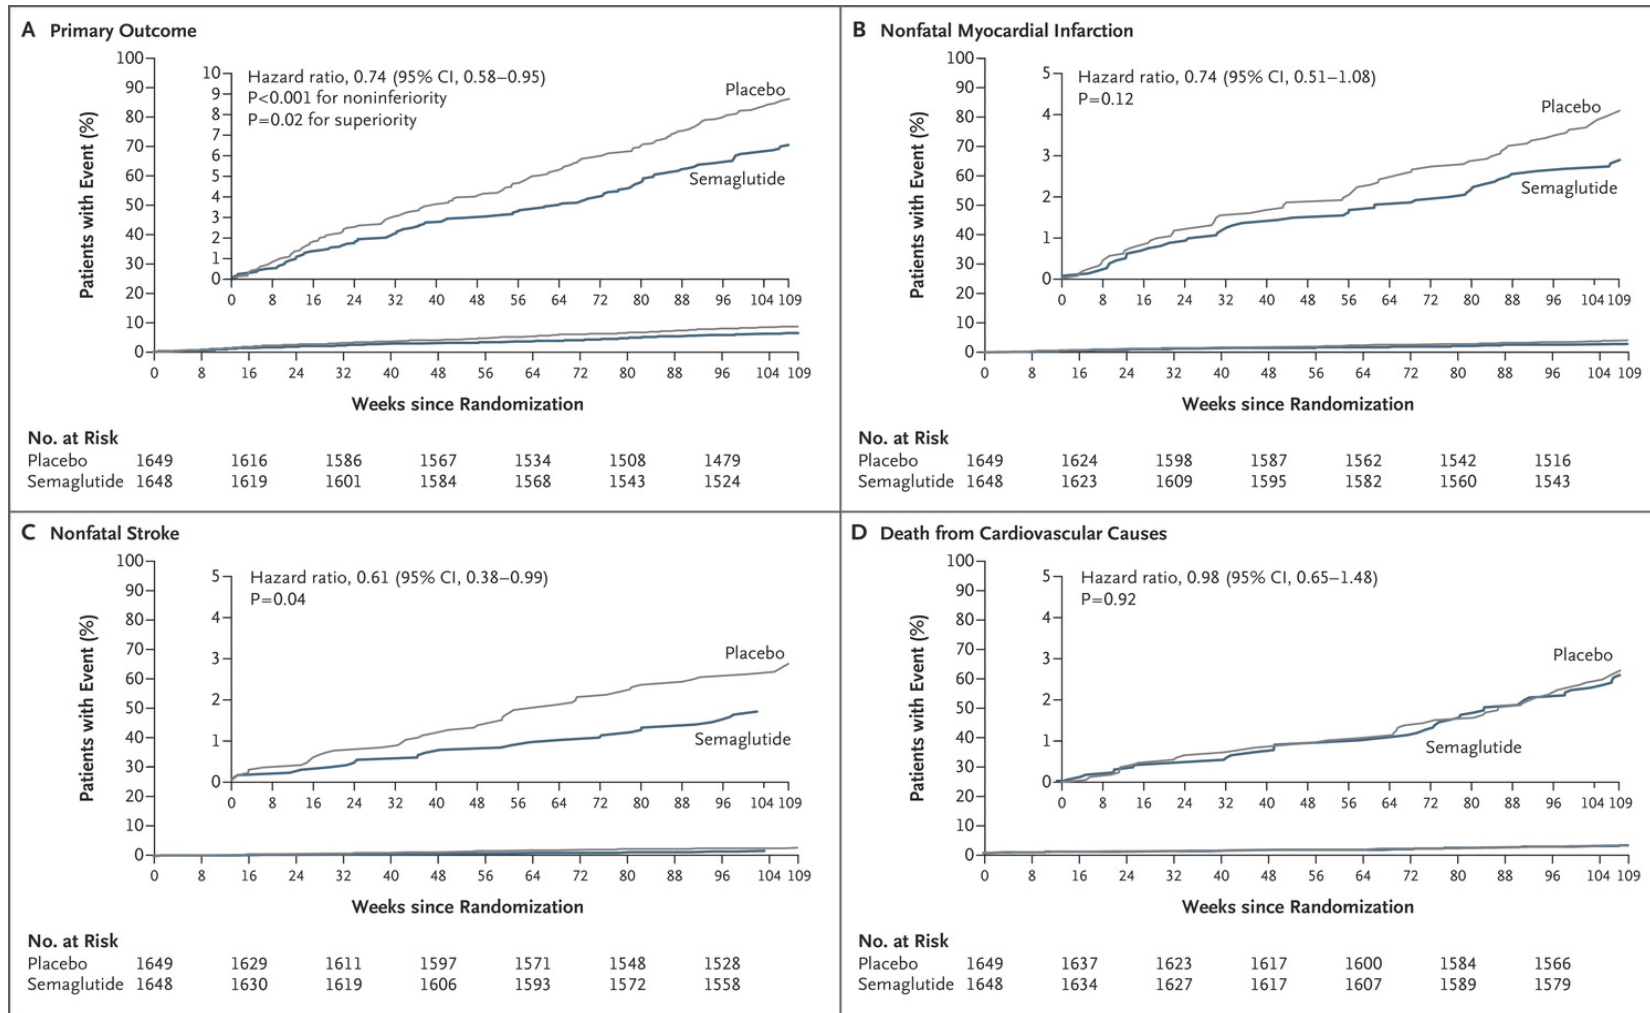 A Primary Outcome
Patients with Event (%)
100
90
80
70
60
50
40
30
20
10
0
10
9
8
7
6
5
4
3
2
1
0
Hazard ratio, 0.74 (95% CI, 0.58–0.95)
P<0.001 for noninferiority
P=0.02 for superiority
Placebo
Semaglutide
0 8 16 24 32 40 48 56 64 72 80 88 96 104 109
0 8 16 24 32 40 48 56 64 72 80 88 96 104 109
Weeks since Randomization
No. at Risk
Placebo 1649 1616 1586 1567 1534 1508 1479
Semaglutide 1648 1619 1601 1584 1568 1543 1524
B Nonfatal Myocardial Infarction
Patients with Event (%)
100
90
80
70
60
50
40
30
20
10
0
5
4
3
2
1
0
Hazard ratio, 0.74 (95% CI, 0.51–1.08)
P=0.12
Placebo
Semaglutide
0 8 16 24 32 40 48 56 64 72 80 88 96 104 109
0 8 16 24 32 40 48 56 64 72 80 88 96 104 109
Weeks since Randomization
No. at Risk
Placebo 1649 1624 1598 1587 1562 1542 1516
Semaglutide 1648 1623 1609 1595 1582 1560 1543
C Nonfatal Stroke
Patients with Event (%)
100
90
80
70
60
50
40
30
20
10
0
5
4
3
2
1
0
Hazard ratio, 0.61 (95% CI, 0.38–0.99)
P=0.04
Placebo
Semaglutide
0 8 16 24 32 40 48 56 64 72 80 88 96 104 109
0 8 16 24 32 40 48 56 64 72 80 88 96 104 109
Weeks since Randomization
No. at Risk
Placebo 1649 1629 1611 1597 1571 1548 1528
Semaglutide 1648 1630 1619 1606 1593 1572 1558
D Death from Cardiovascular Causes
Patients with Event (%)
100
90
80
70
60
50
40
30
20
10
0
5
4
3
2
1
0
Hazard ratio, 0.98 (95% CI, 0.65–1.48)
P=0.92
Placebo
Semaglutide
0 8 16 24 32 40 48 56 64 72 80 88 96 104 109
0 8 16 24 32 40 48 56 64 72 80 88 96 104 109
Weeks since Randomization
No. at Risk
Placebo 1649 1637 1623 1617 1600 1584 1566
Semaglutide 1648 1634 1627 1617 1607 1589 1579